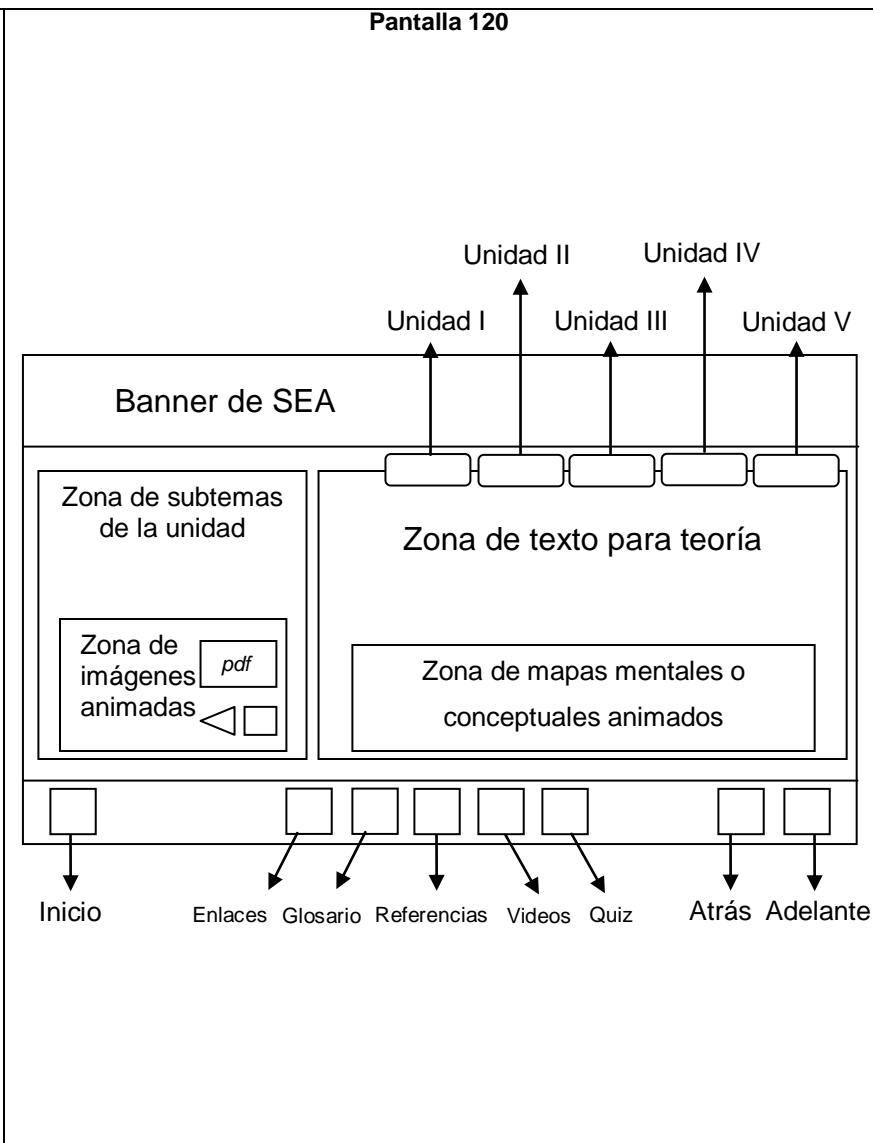 Pantalla 120
Unidad II
Unidad IV
Unidad I
Unidad III
Unidad V
Banner de SEA
Zona de subtemas
de la unidad
Zona de texto para teoría
Zona de
imágenes
animadas
pdf
Zona de mapas mentales o
conceptuales animados
Inicio
Enlaces
Glosario
Referencias
Videos
Quiz
Atrás
Adelante